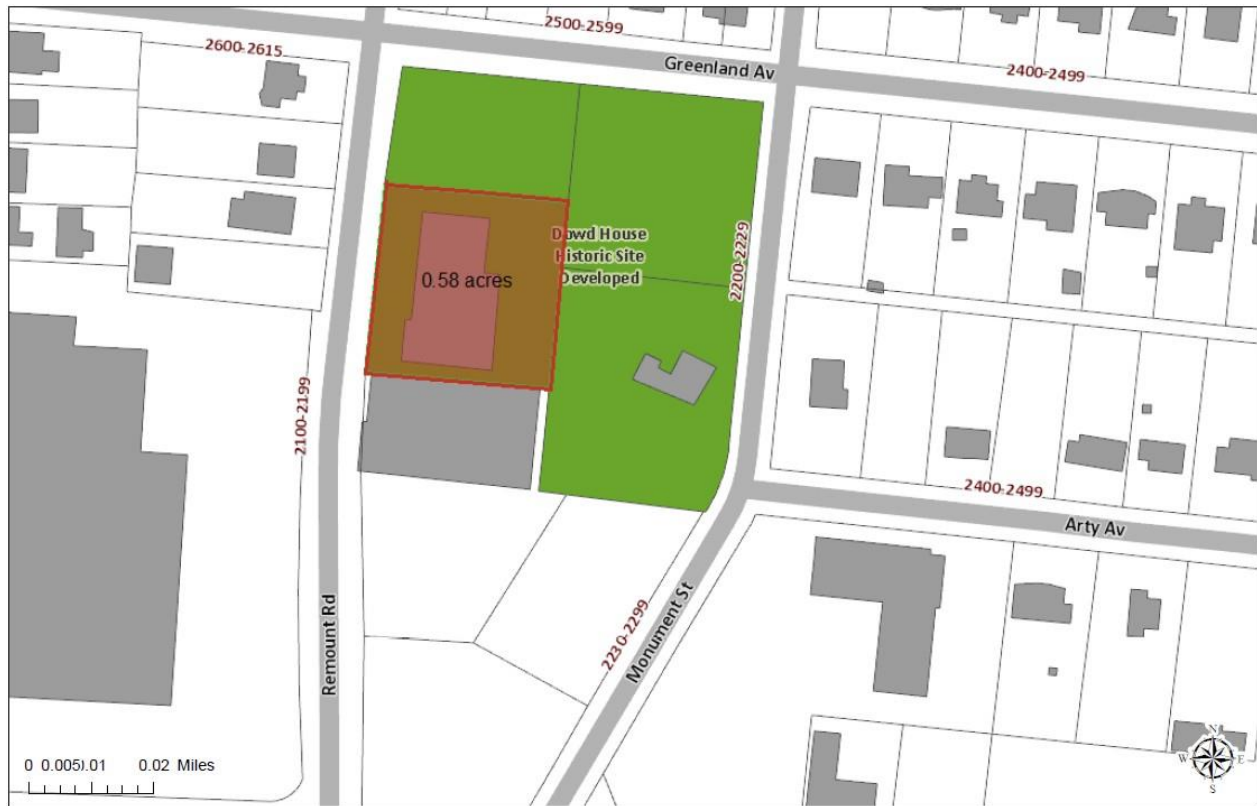 2500-2599
2600-2615
Greenland Av
2400-2499
Dowd House
Historic Site
Developed
2200-2229
0.58 acres
2100-2199
2400-2499
Arty Av
Remount Rd
2230-2299
Monument St
0 0.005 0.01 0.02 Miles
N
W E
S